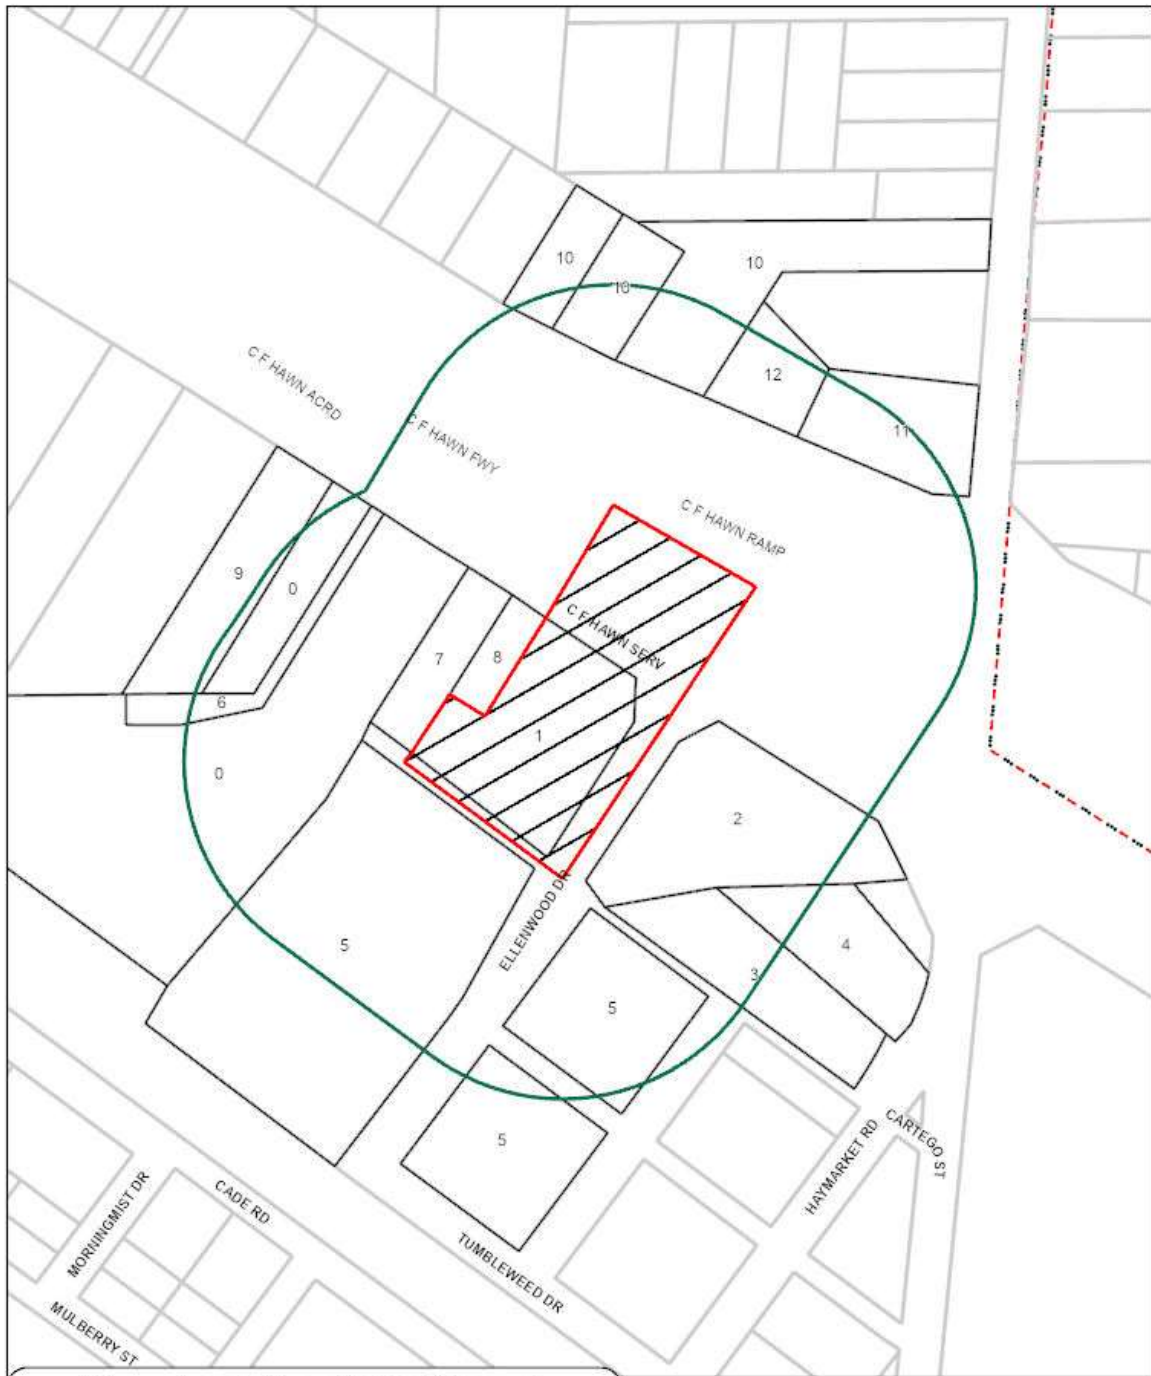 10
10
10
12
11
C F HAWN ACRD
C F HAWN FWY
C F HAWN RAMP
9
0
C F HAWN SERV
7
8
6
1
0
2
ELLENWOOD DR
5
4
3
5
5
HAYMARKET RD
CARTEGO ST
MORNINGMIST DR
CADE RD
TUMBLEWEED DR
MULBERRY ST